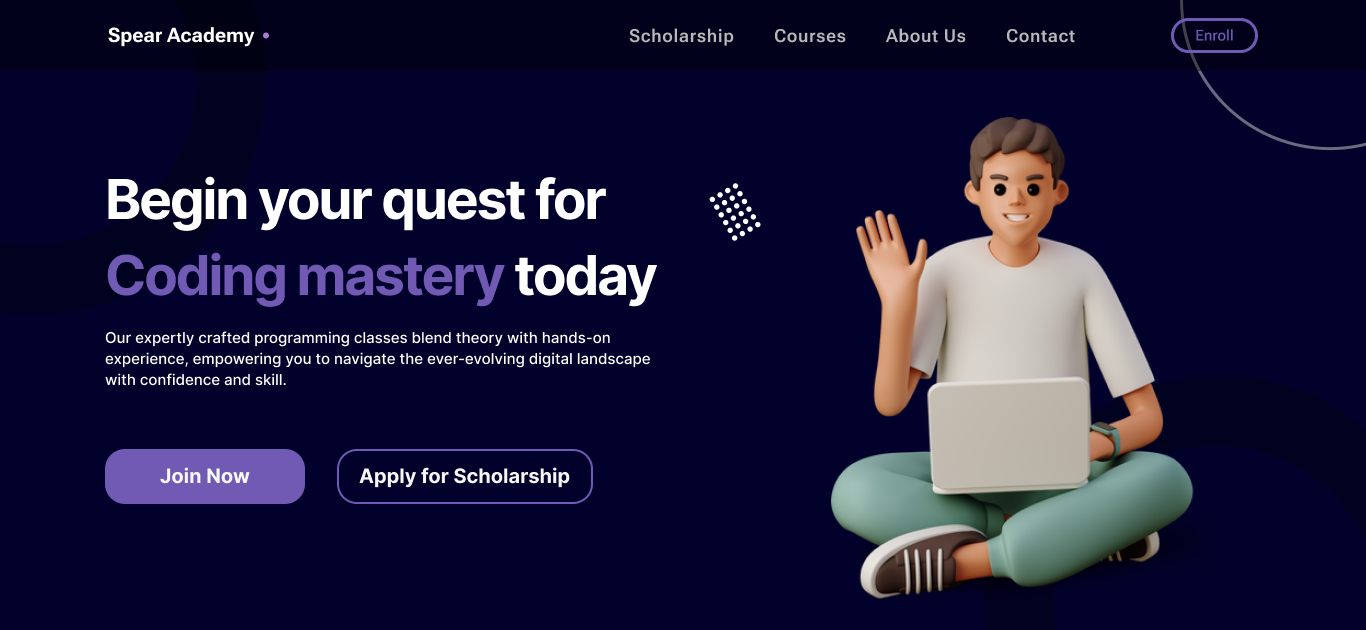 Spear Academy
Scholarship
Courses
About Us
Contact
Enroll
Begin your quest for
Coding mastery today
Our expertly crafted programming classes blend theory with hands-on
experience, empowering you to navigate the ever-evolving digital landscape
with confidence and skill.
Join Now
Apply for Scholarship